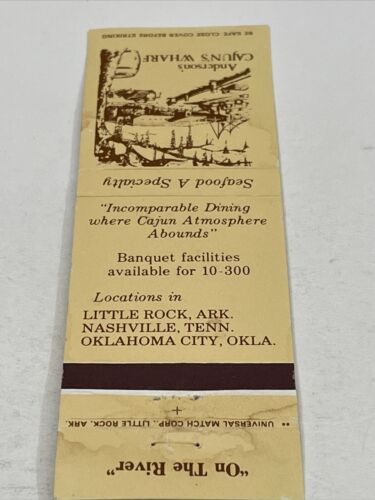 BE SAFE CLOSE COVER BEFORE STRIKING
Anderson's
CAJUN'S WHARF
Seafood A Specialty
"Incomparable Dining
where Cajun Atmosphere
Abounds"
Banquet facilities
available for 10-300
Locations in
LITTLE ROCK, ARK.
NASHVILLE, TENN.
OKLAHOMA CITY, OKLA.
UNIVERSAL MATCH CORP., LITTLE ROCK, ARK.
"On The River"